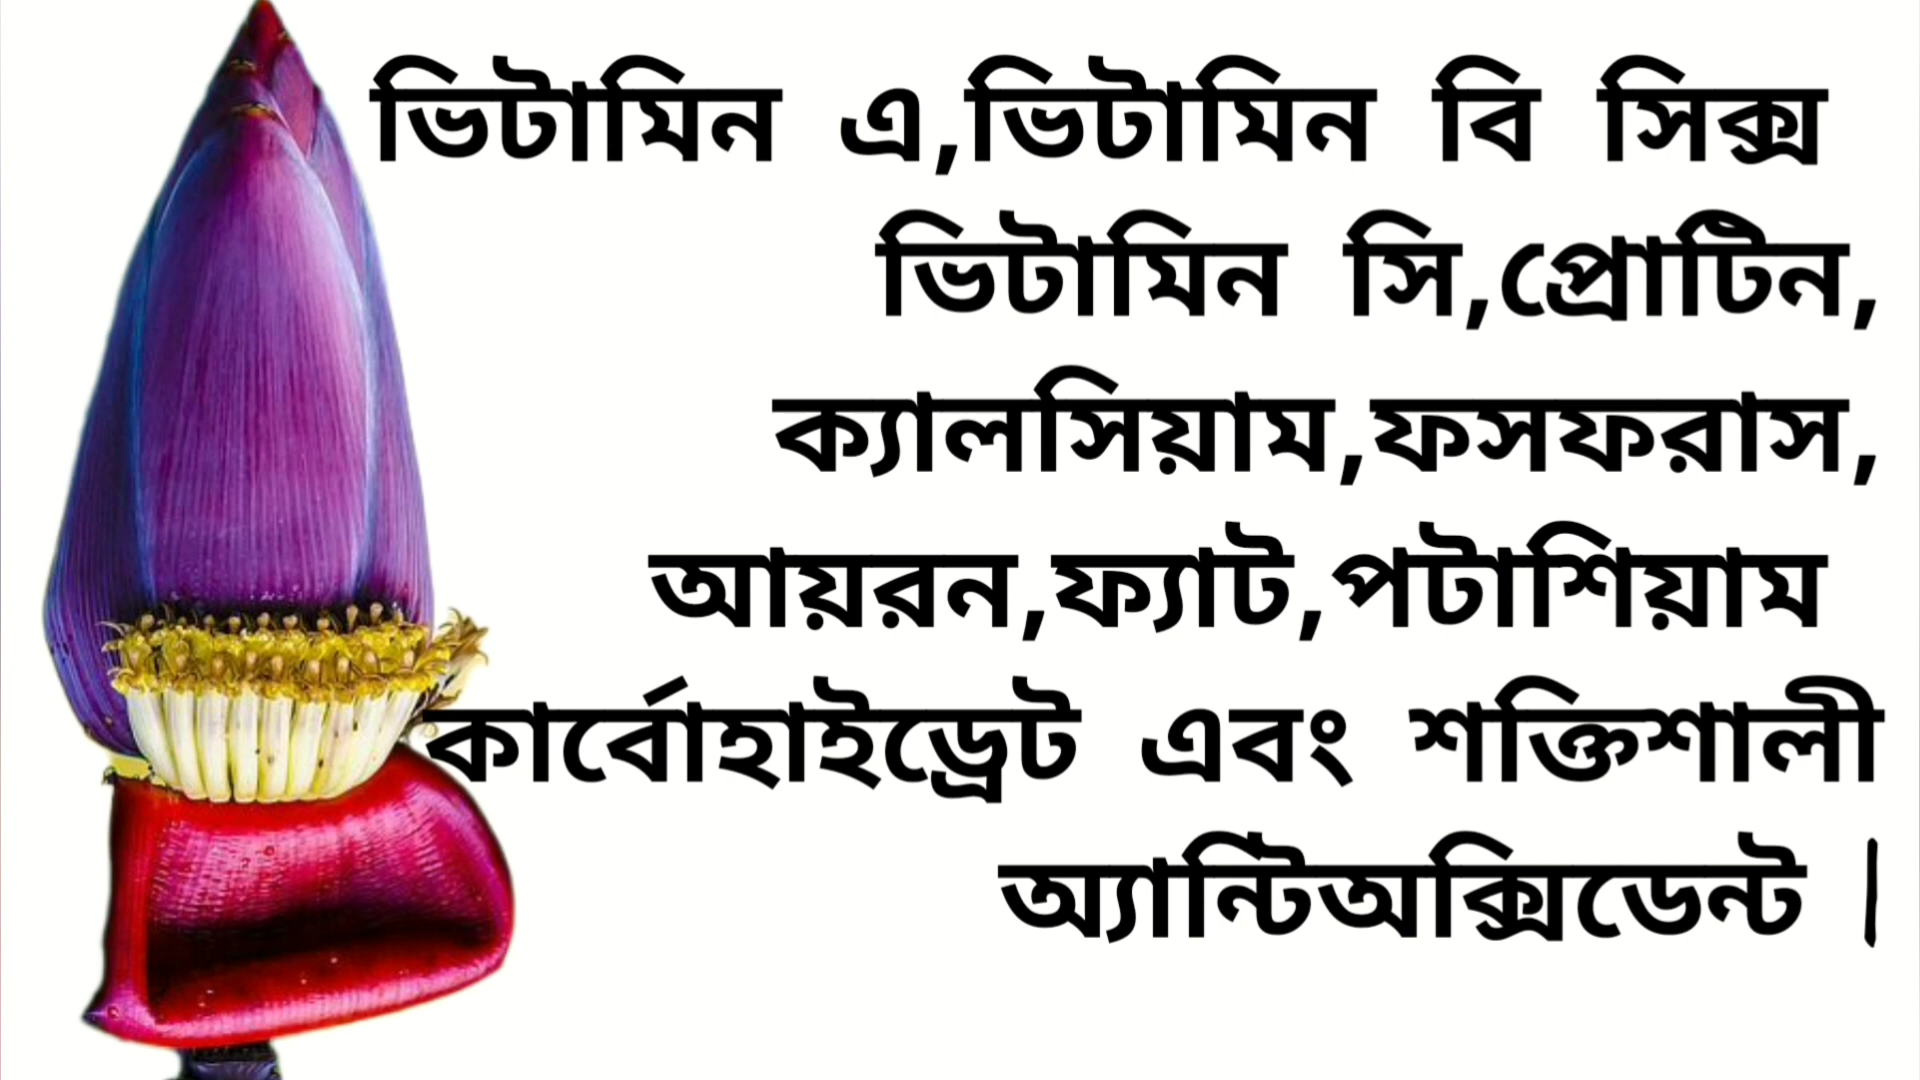 ভিটামিন এ,ভিটামিন বি সিক্স
ভিটামিন সি,প্রোটিন,
ক্যালসিয়াম,ফসফরাস,
আয়রন,ফ্যাট,পটাশিয়াম
কার্বোহাইড্রেট এবং শক্তিশালী
অ্যান্টিঅক্সিডেন্ট |